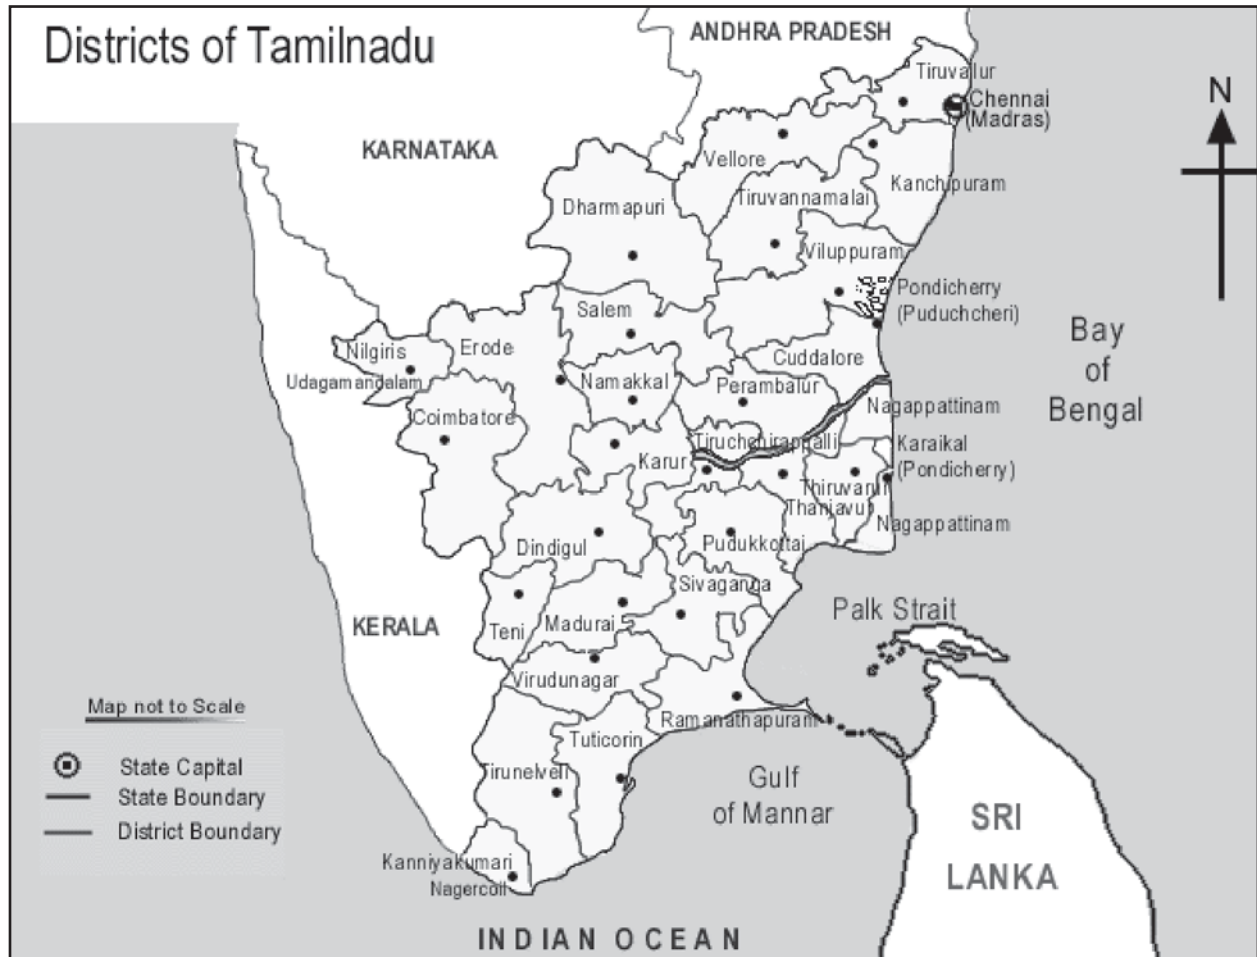 Districts of Tamilnadu
ANDHRA PRADESH
Tiruvalur
Chennai
(Madras)
N
KARNATAKA
Vellore
Kanchipuram
Tiruvannamalai
Dharmapuri
Viluppuram
Pondicherry
(Puduchcheri)
Salem
Bay
of
Bengal
Nilgiris
Erode
Cuddalore
Udagamandalam
Namakkal
Perambalur
Coimbatore
Nagappattinam
Tiruchchirappalli
Karaikal
(Pondicherry)
Karur
Thiruvarur
Thanjavur
Nagappattinam
Dindigul
Pudukkottai
Sivaganga
Palk Strait
KERALA
Teni
Madurai
Virudunagar
Map not to Scale
Ramanathapuram
Tuticorin
State Capital
Tirunelveli
Gulf
of Mannar
State Boundary
SRI
LANKA
District Boundary
Kanniyakumari
Nagercoil
INDIAN OCEAN